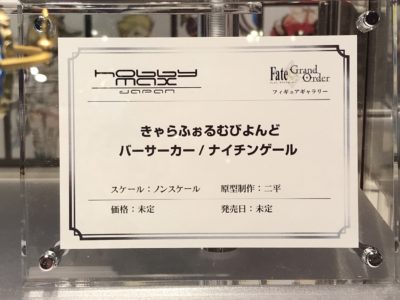 hobby max JAPAN
Fate Grand Order
フィギュアギャラリー
きゃらふぉるむびよんど
バーサーカー / ナイチンゲール
スケール：ノンスケール 原型制作：二平
価格：未定 発売日：未定